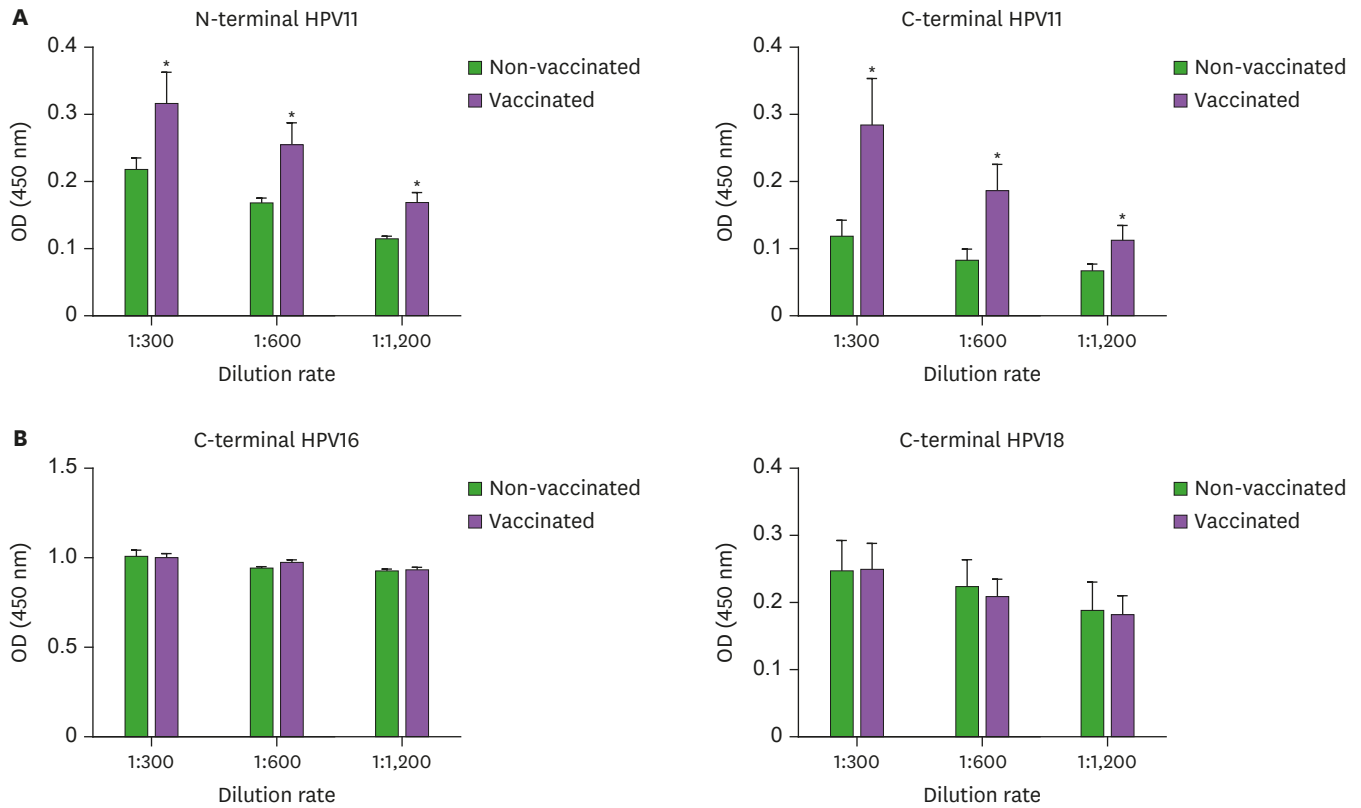 A
N-terminal HPV11
0.4
0.3
0.2
0.1
0
OD (450 nm)
*
*
*
1:300
1:600
1:1,200
Dilution rate
Non-vaccinated
Vaccinated
C-terminal HPV11
0.4
0.3
0.2
0.1
0
OD (450 nm)
*
*
*
1:300
1:600
1:1,200
Dilution rate
Non-vaccinated
Vaccinated
B
C-terminal HPV16
1.5
1.0
0.5
0
OD (450 nm)
1:300
1:600
1:1,200
Dilution rate
Non-vaccinated
Vaccinated
C-terminal HPV18
0.4
0.3
0.2
0.1
0
OD (450 nm)
1:300
1:600
1:1,200
Dilution rate
Non-vaccinated
Vaccinated